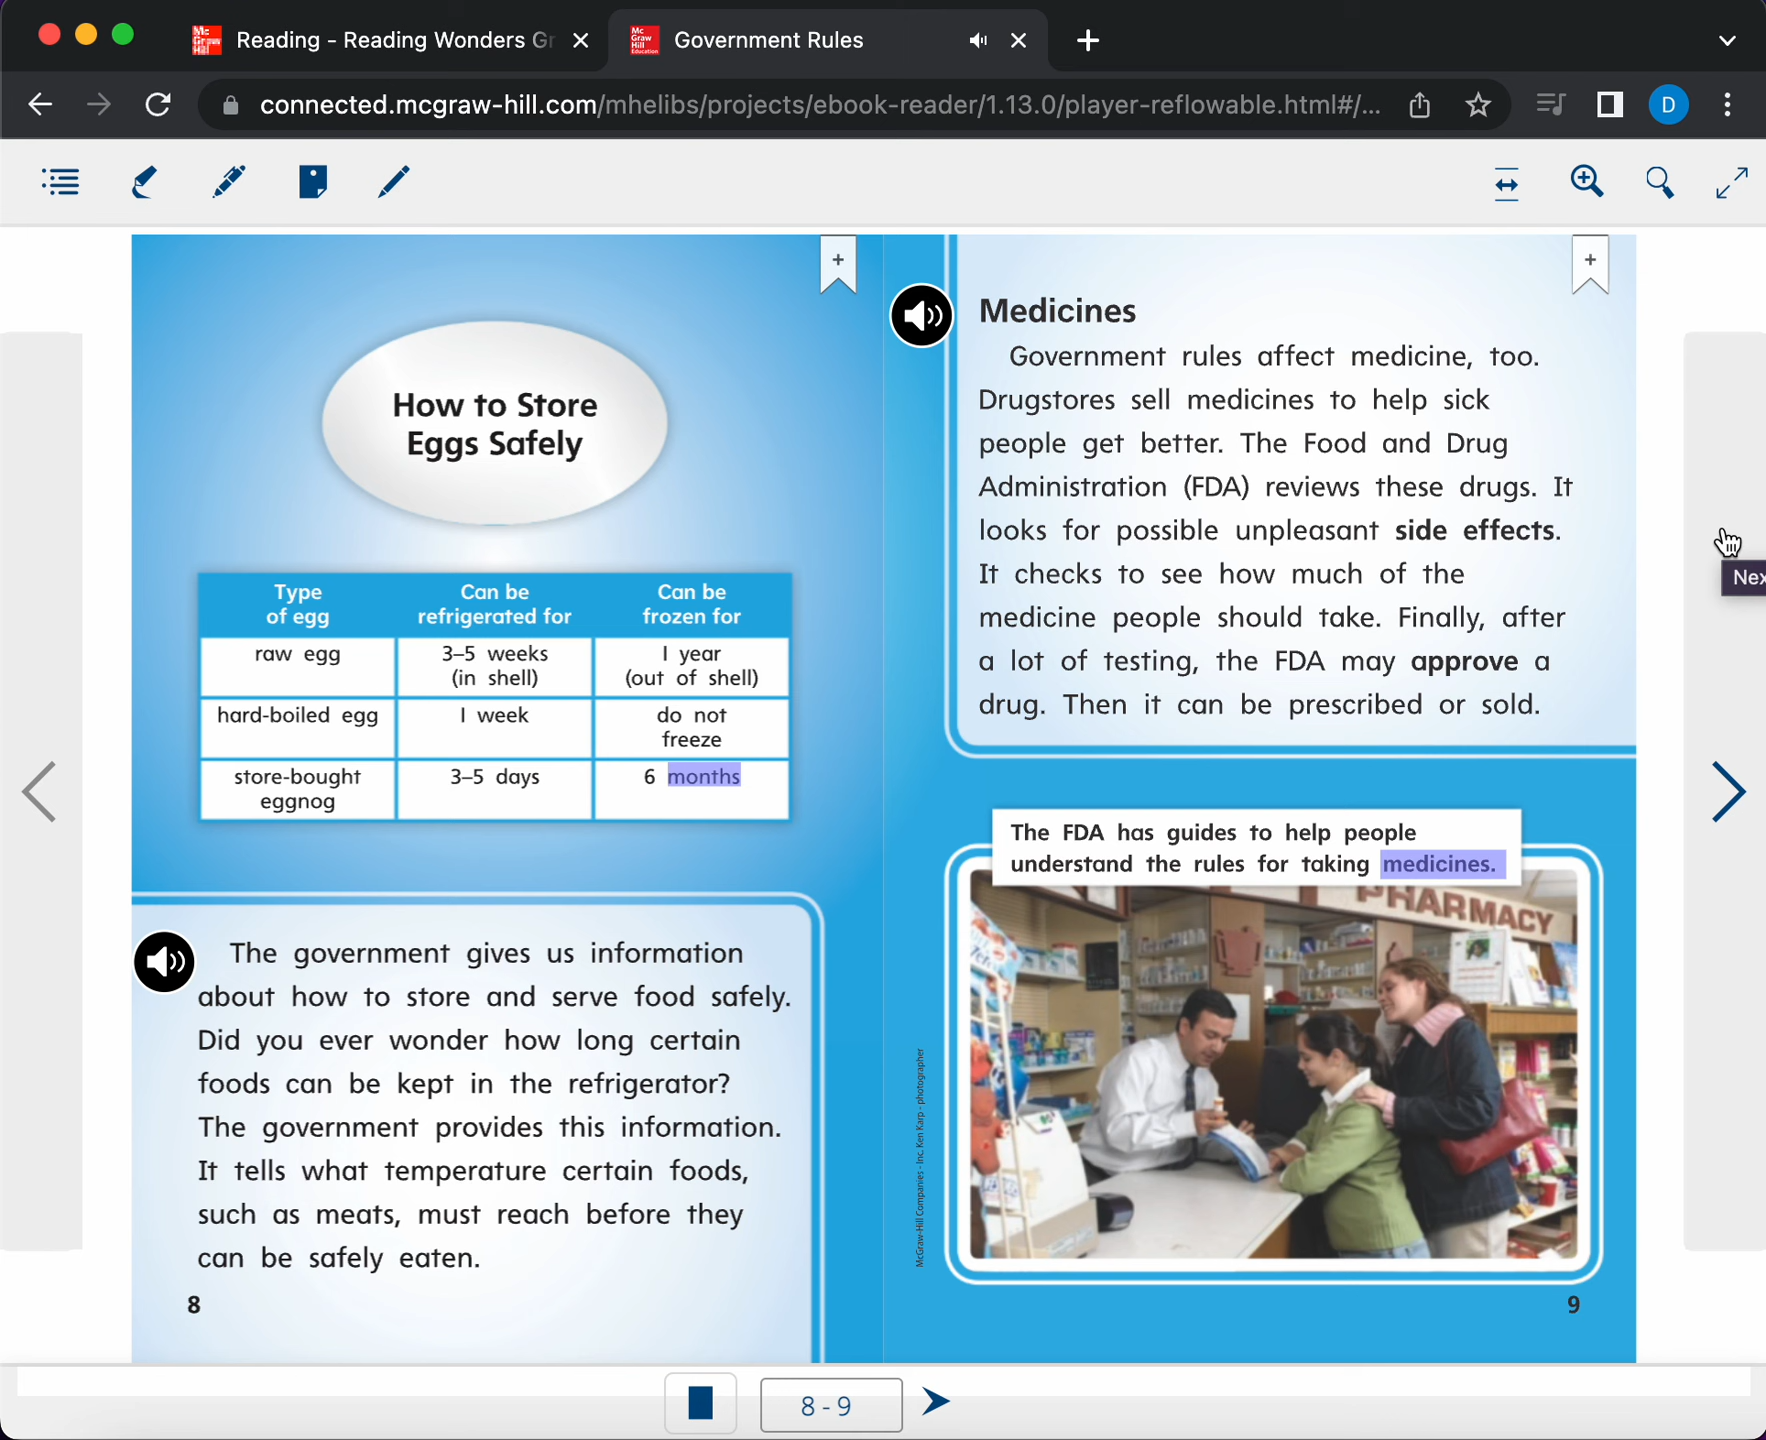 Reading - Reading Wonders Gr
Government Rules
connected.mcgraw-hill.com/mhelibs/projects/ebook-reader/1.13.0/player-reflowable.html#/...
D
How to Store
Eggs Safely
Type
of egg
Can be
refrigerated for
Can be
frozen for
raw egg
3–5 weeks
(in shell)
1 year
(out of shell)
hard-boiled egg
1 week
do not
freeze
store-bought
eggnog
3–5 days
6 months
The government gives us information
about how to store and serve food safely.
Did you ever wonder how long certain
foods can be kept in the refrigerator?
The government provides this information.
It tells what temperature certain foods,
such as meats, must reach before they
can be safely eaten.
8
Medicines
Government rules affect medicine, too.
Drugstores sell medicines to help sick
people get better. The Food and Drug
Administration (FDA) reviews these drugs. It
looks for possible unpleasant side effects.
It checks to see how much of the
medicine people should take. Finally, after
a lot of testing, the FDA may approve a
drug. Then it can be prescribed or sold.
The FDA has guides to help people
understand the rules for taking medicines.
PHARMACY
McGraw-Hill Companies - Inc. Ken Karp - photographer
9
Nex
8 - 9